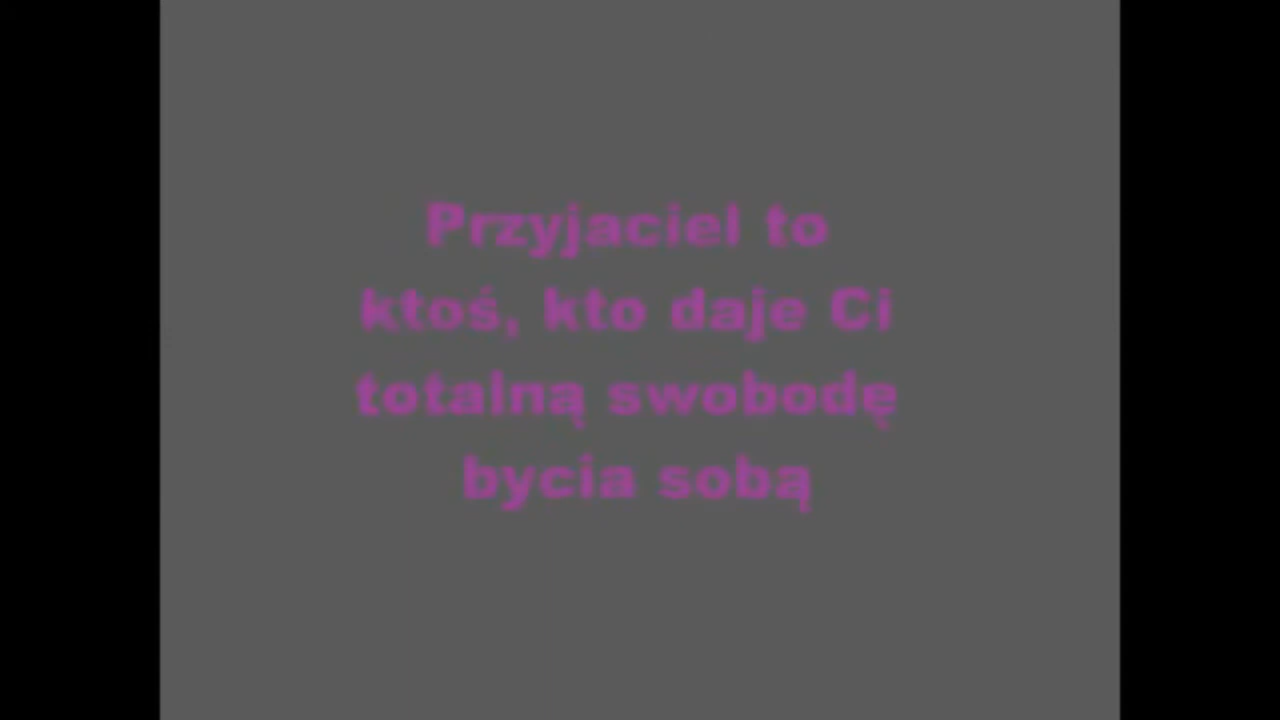 Przyjaciel to
ktoś, kto daje Ci
totalną swobodę
bycia sobą